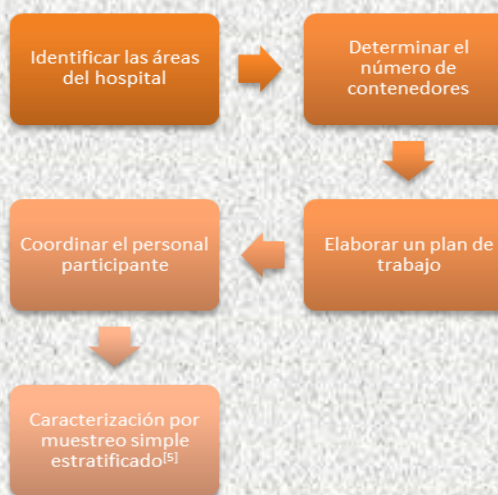 Identificar las áreas
del hospital
Determinar el
número de
contenedores
Elaborar un plan de
trabajo
Coordinar el personal
participante
Caracterización por
muestreo simple
estratificado[5]